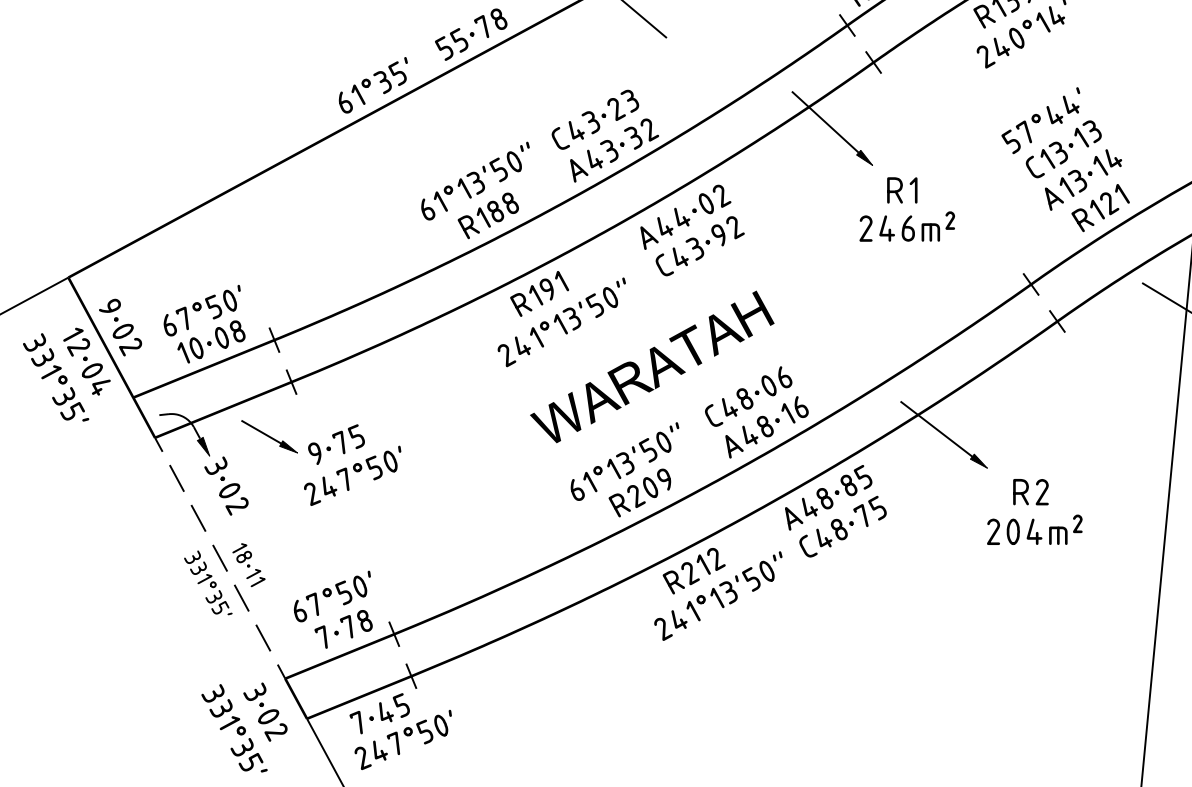 61°35' 55·78
61°13'50" C43·23
R188 A43·32
240°14'
57°44'
C13·13
A13·14
R121
R1
246m²
A44·02
R191 C43·92
241°13'50"
9·02
67°50'
10·08
12·04
331°35'
WARATAH
9·75
247°50'
3·02
61°13'50" C48·06
R209 A48·16
R2
204m²
A48·85
R212 C48·75
241°13'50"
18·11
331°35'
67°50'
7·78
3·02
331°35'
7·45
247°50'